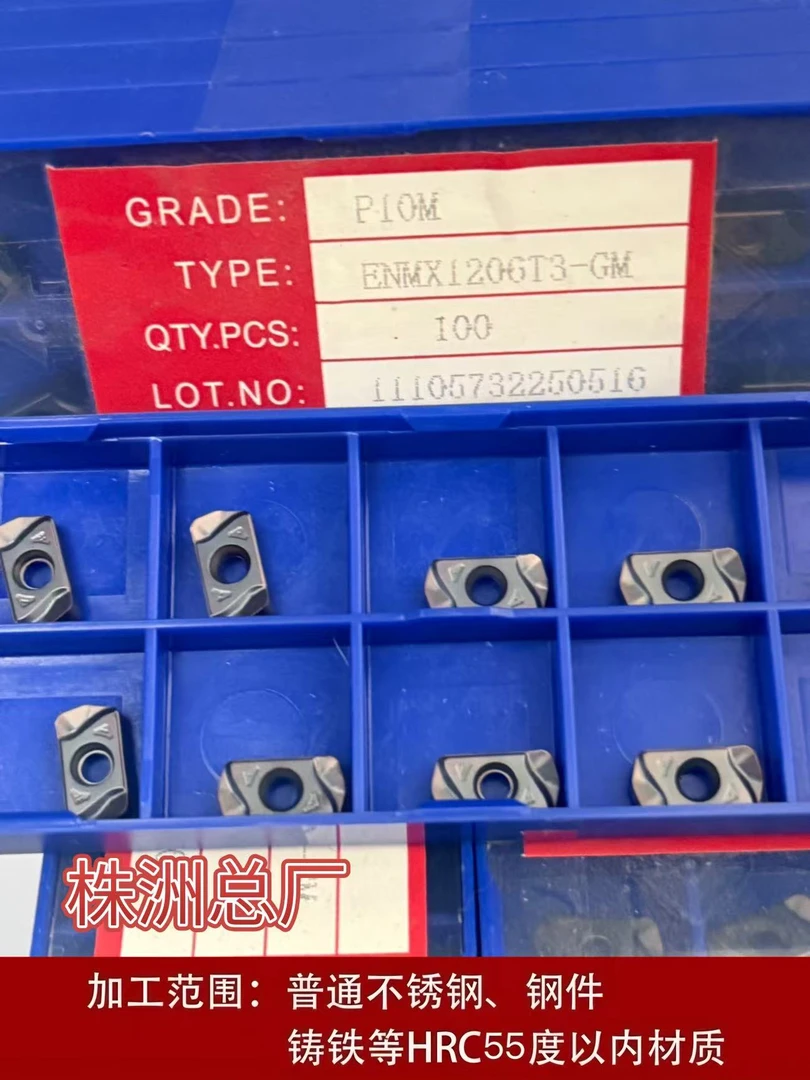 GRADE: P10M
TYPE: ENMX1206T3-GM
QTY.PCS: 100
LOT.NO: 11105732250516
株洲总厂
加工范围：普通不锈钢、钢件
铸铁等HRC55度以内材质